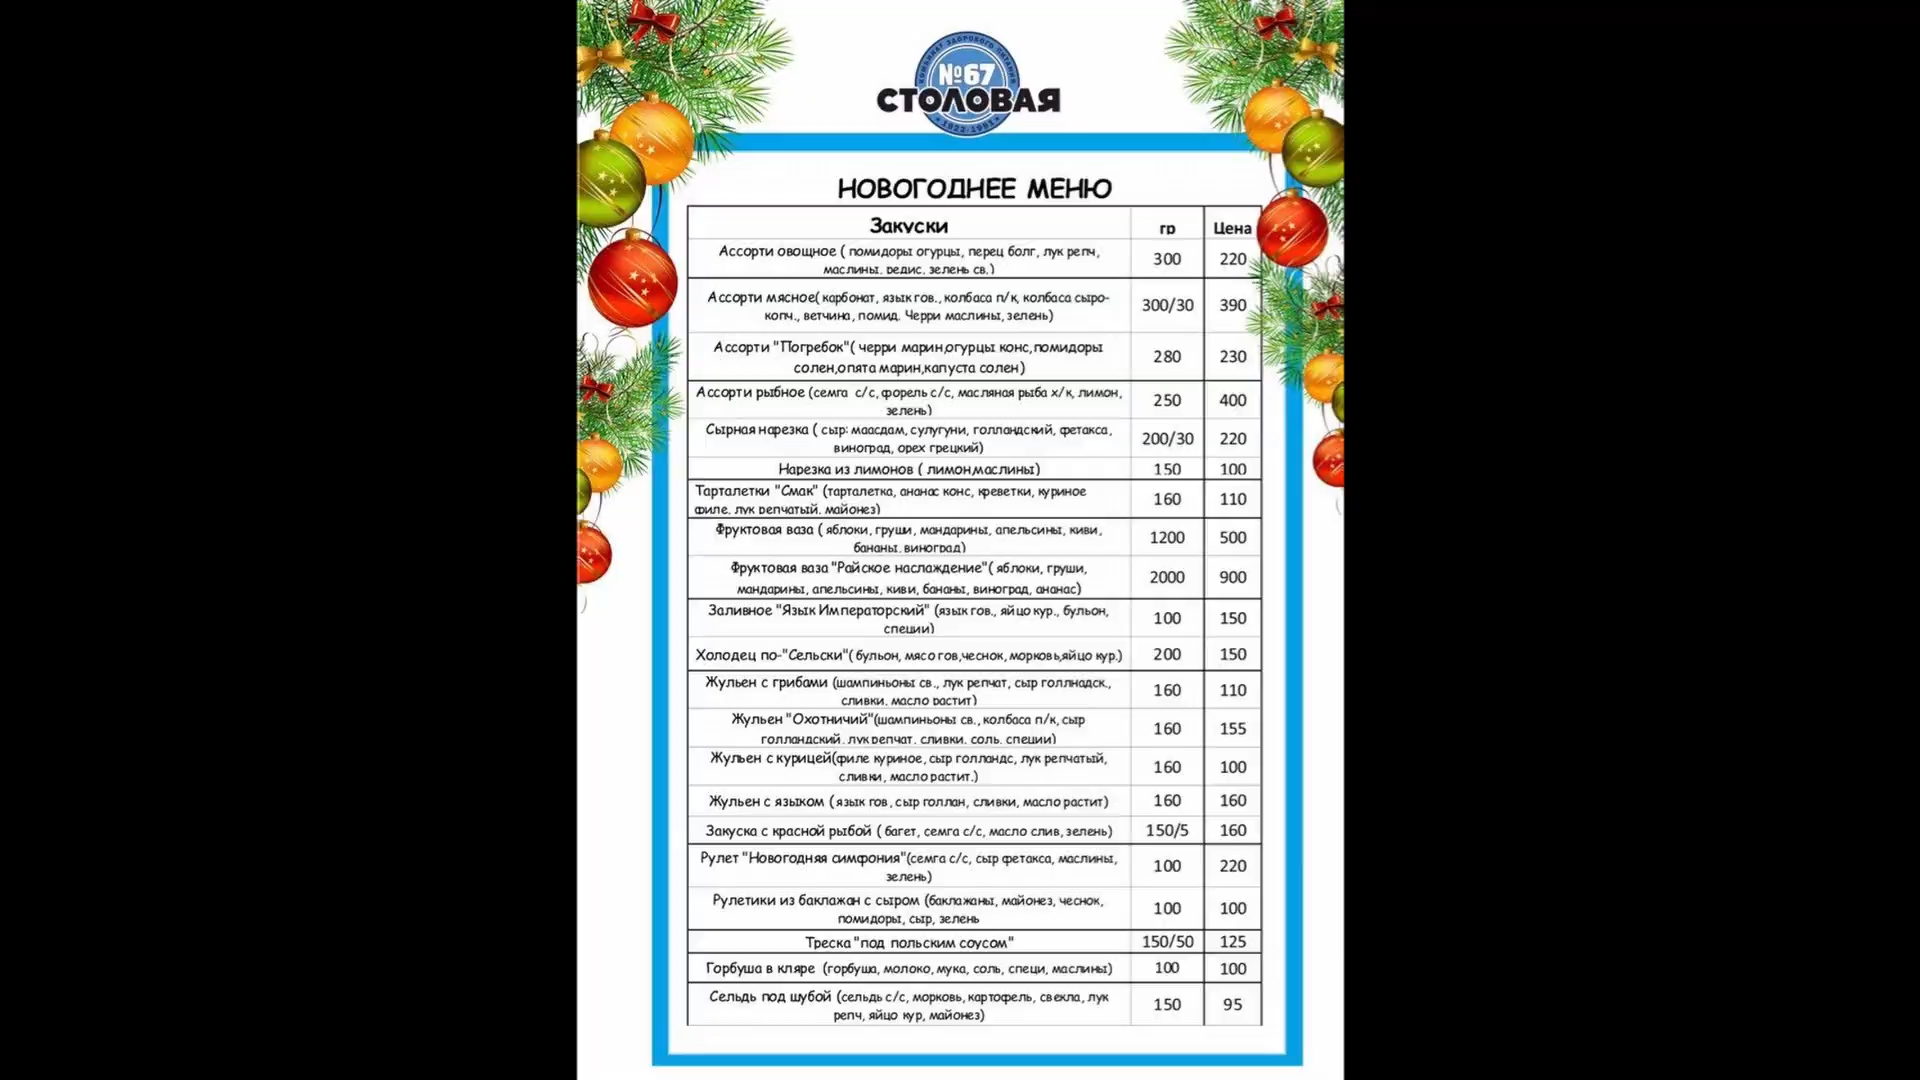 КОМБИНАТ ЗДОРОВОГО ПИТАНИЯ
№67
СТОЛОВАЯ
1922-1991
НОВОГОДНЕЕ МЕНЮ
Закуски гр Цена
Ассорти овощное ( помидоры огурцы, перец болг, лук репч,
маслины, редис, зелень св.) 300 220
Ассорти мясное( карбонат, язык гов., колбаса п/к, колбаса сыро-
копч., ветчина, помид. Черри маслины, зелень) 300/30 390
Ассорти "Погребок"( черри марин,огурцы конс,помидоры
солен,опята марин,капуста солен) 280 230
Ассорти рыбное (семга с/с, форель с/с, масляная рыба х/к, лимон,
зелень) 250 400
Сырная нарезка ( сыр: маасдам, сулугуни, голландский, фетакса,
виноград, орех грецкий) 200/30 220
Нарезка из лимонов ( лимон,маслины) 150 100
Тарталетки "Смак" (тарталетка, ананас конс, креветки, куриное
филе, лук репчатый, майонез) 160 110
Фруктовая ваза ( яблоки, груши, мандарины, апельсины, киви,
бананы, виноград) 1200 500
Фруктовая ваза "Райское наслаждение"( яблоки, груши,
мандарины, апельсины, киви, бананы, виноград, ананас) 2000 900
Заливное "Язык Императорский" (язык гов., яйцо кур., бульон,
специи) 100 150
Холодец по-"Сельски"( бульон, мясо гов,чеснок, морковь,яйцо кур.) 200 150
Жульен с грибами (шампиньоны св., лук репчат, сыр голлнадск.,
сливки, масло растит) 160 110
Жульен "Охотничий"(шампиньоны св., колбаса п/к, сыр
голландский, лук репчат, сливки, соль, специи) 160 155
Жульен с курицей(филе куриное, сыр голландс, лук репчатый,
сливки, масло растит.) 160 100
Жульен с языком ( язык гов, сыр голлан, сливки, масло растит) 160 160
Закуска с красной рыбой ( багет, семга с/с, масло слив, зелень) 150/5 160
Рулет "Новогодняя симфония"(семга с/с, сыр фетакса, маслины,
зелень) 100 220
Рулетики из баклажан с сыром (баклажаны, майонез, чеснок,
помидоры, сыр, зелень 100 100
Треска "под польским соусом" 150/50 125
Горбуша в кляре (горбуша, молоко, мука, соль, специ, маслины) 100 100
Сельдь под шубой (сельдь с/с, морковь, картофель, свекла, лук
репч, яйцо кур, майонез) 150 95